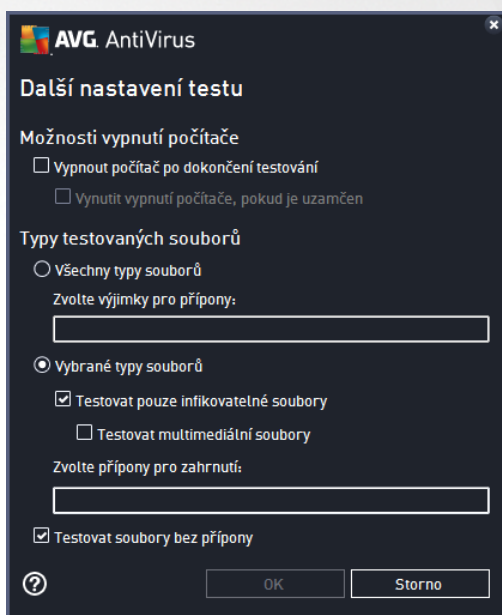 AVG. AntiVirus
Další nastavení testu
Možnosti vypnutí počítače
Vypnout počítač po dokončení testování
Vynutit vypnutí počítače, pokud je uzamčen
Typy testovaných souborů
Všechny typy souborů
Zvolte výjimky pro přípony:
Vybrané typy souborů
Testovat pouze infikovatelné soubory
Testovat multimediální soubory
Zvolte přípony pro zahrnutí:
Testovat soubory bez přípony
? OK Storno